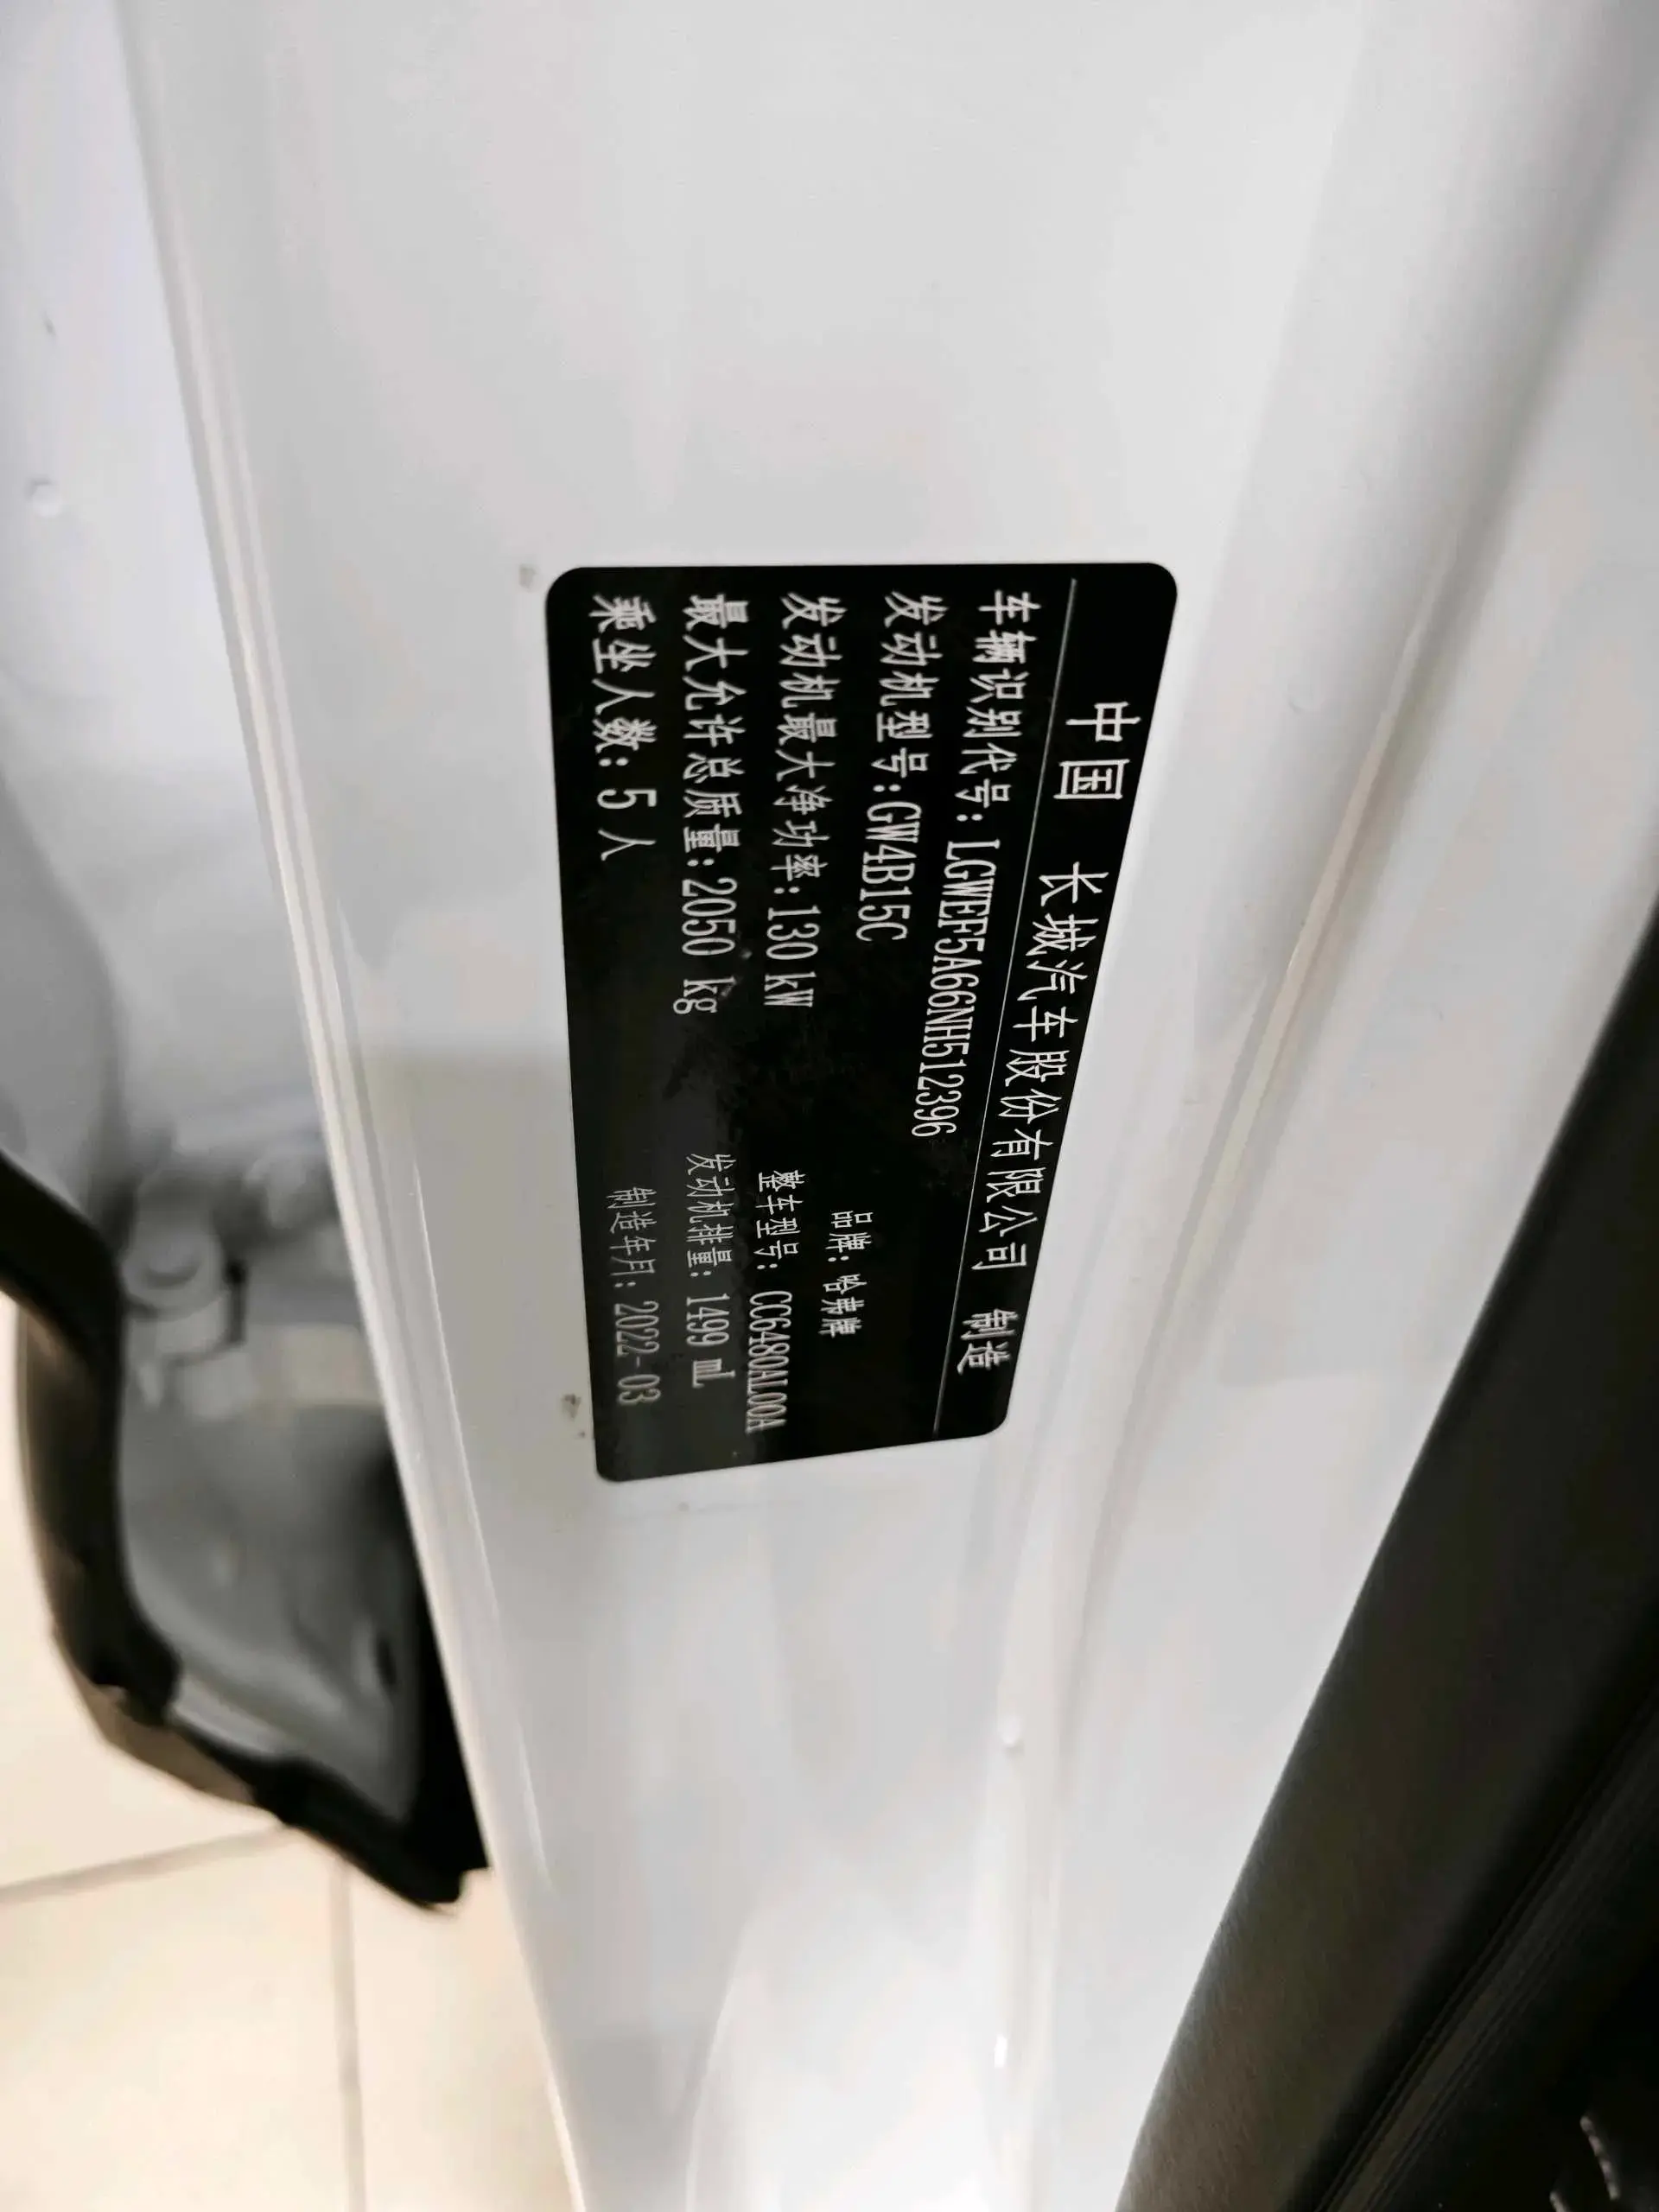 中国 长城汽车股份有限公司 制造
车辆识别代号: LGWEF5A66NH512396
品牌: 哈弗牌
发动机型号:GW4B15C
整车型号: CC6480AL00A
发动机最大净功率:130 kW
发动机排量: 1499 ml
最大允许总质量:2050 kg
制造年月: 2022-03
乘坐人数: 5 人